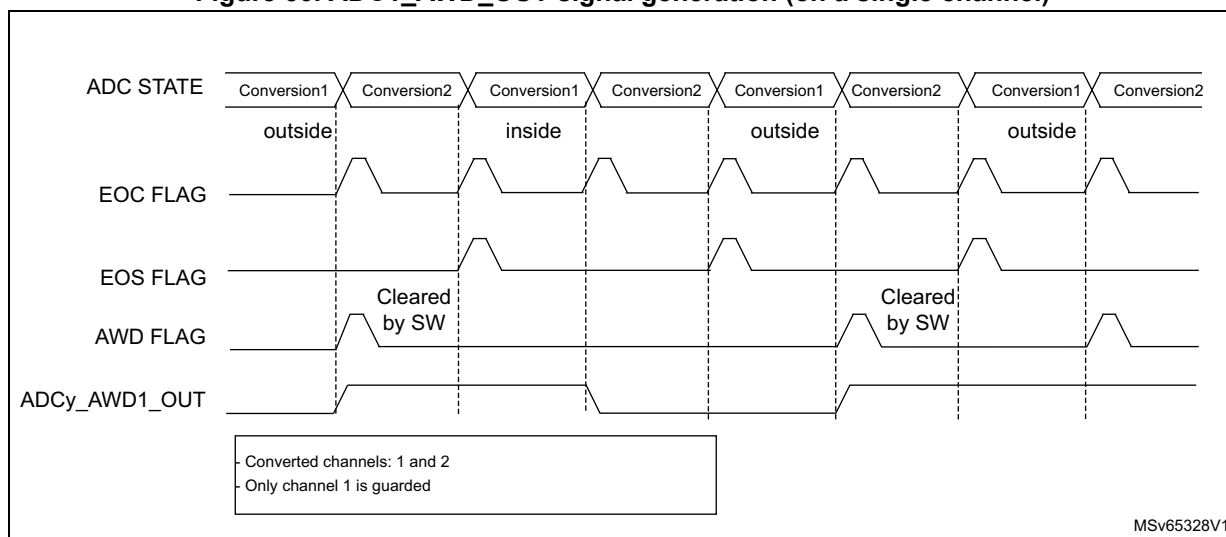 ADC STATE Conversion1 Conversion2 Conversion1 Conversion2 Conversion1 Conversion2 Conversion1 Conversion2
outside inside outside outside
EOC FLAG
EOS FLAG
Cleared by SW
Cleared by SW
AWD FLAG
ADCy_AWD1_OUT
- Converted channels: 1 and 2
- Only channel 1 is guarded
MSv65328V1